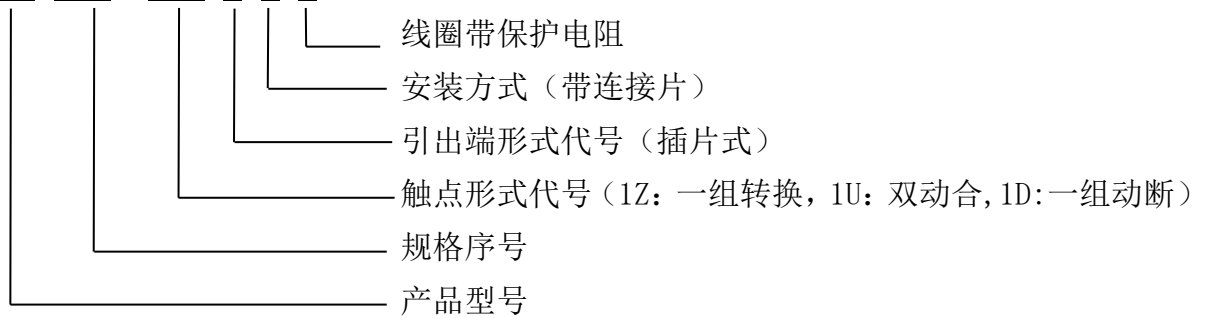 线圈带保护电阻
安装方式（带连接片）
引出端形式代号（插片式）
触点形式代号（1Z：一组转换，1U：双动合,1D:一组动断）
规格序号
产品型号